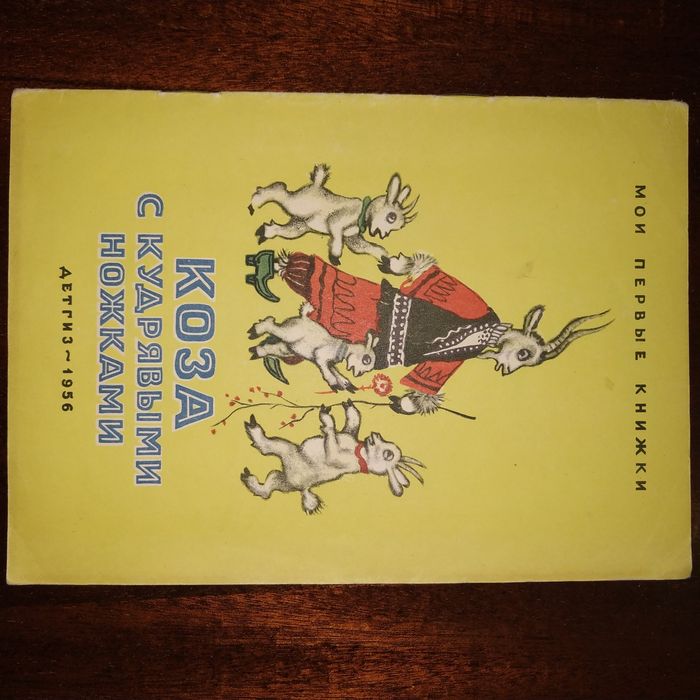 МОИ ПЕРВЫЕ КНИЖКИ
КОЗА
С КУДРЯВЫМИ
НОЖКАМИ
ДЕТГИЗ~1956